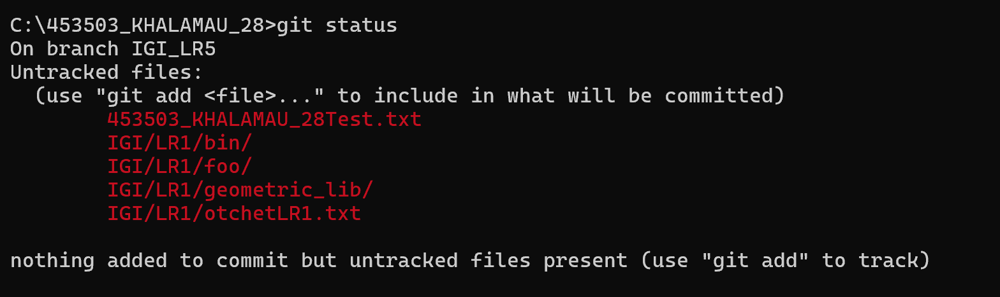 C:\453503_KHALAMAU_28>git status
On branch IGI_LR5
Untracked files:
  (use "git add <file>..." to include in what will be committed)
        453503_KHALAMAU_28Test.txt
        IGI/LR1/bin/
        IGI/LR1/foo/
        IGI/LR1/geometric_lib/
        IGI/LR1/otchetLR1.txt
nothing added to commit but untracked files present (use "git add" to track)